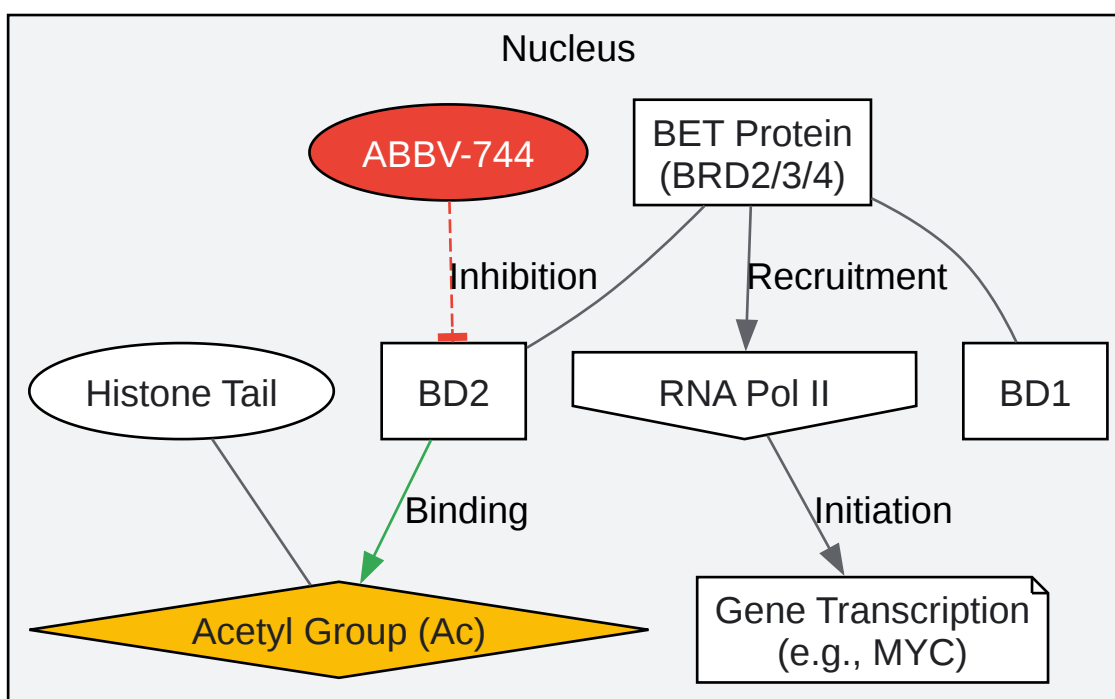 Nucleus
ABBV-744
BET Protein
(BRD2/3/4)
Inhibition
Recruitment
Histone Tail
BD2
RNA Pol II
BD1
Binding
Initiation
Acetyl Group (Ac)
Gene Transcription
(e.g., MYC)